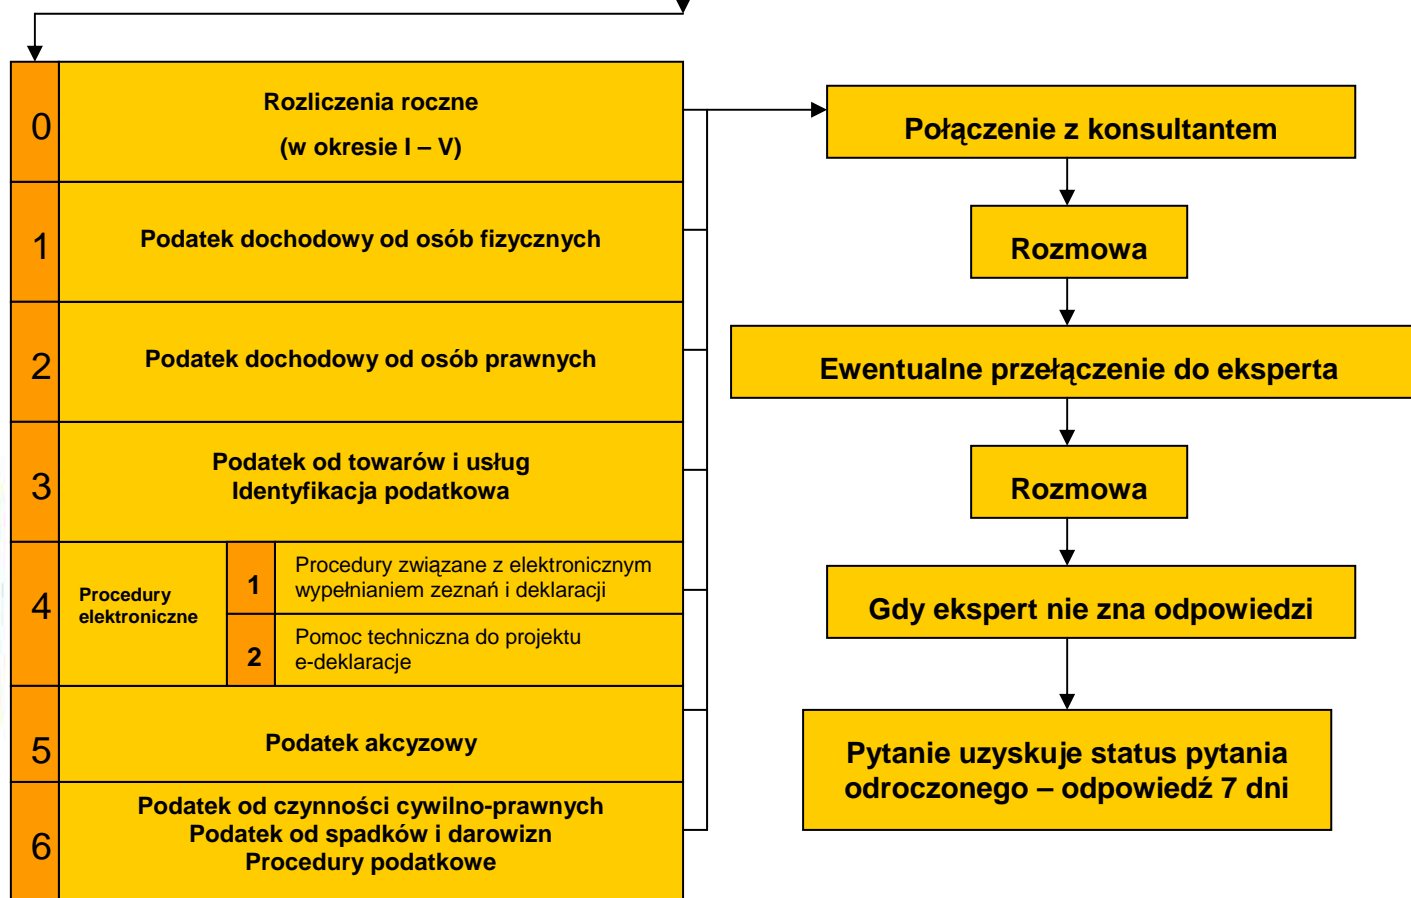 0
Rozliczenia roczne
(w okresie I – V)
1
Podatek dochodowy od osób fizycznych
2
Podatek dochodowy od osób prawnych
3
Podatek od towarów i usług
Identyfikacja podatkowa
4
Procedury
elektroniczne
1
Procedury związane z elektronicznym
wypełnianiem zeznań i deklaracji
2
Pomoc techniczna do projektu
e-deklaracje
5
Podatek akcyzowy
6
Podatek od czynności cywilno-prawnych
Podatek od spadków i darowizn
Procedury podatkowe
Połączenie z konsultantem
Rozmowa
Ewentualne przełączenie do eksperta
Rozmowa
Gdy ekspert nie zna odpowiedzi
Pytanie uzyskuje status pytania
odroczonego – odpowiedź 7 dni